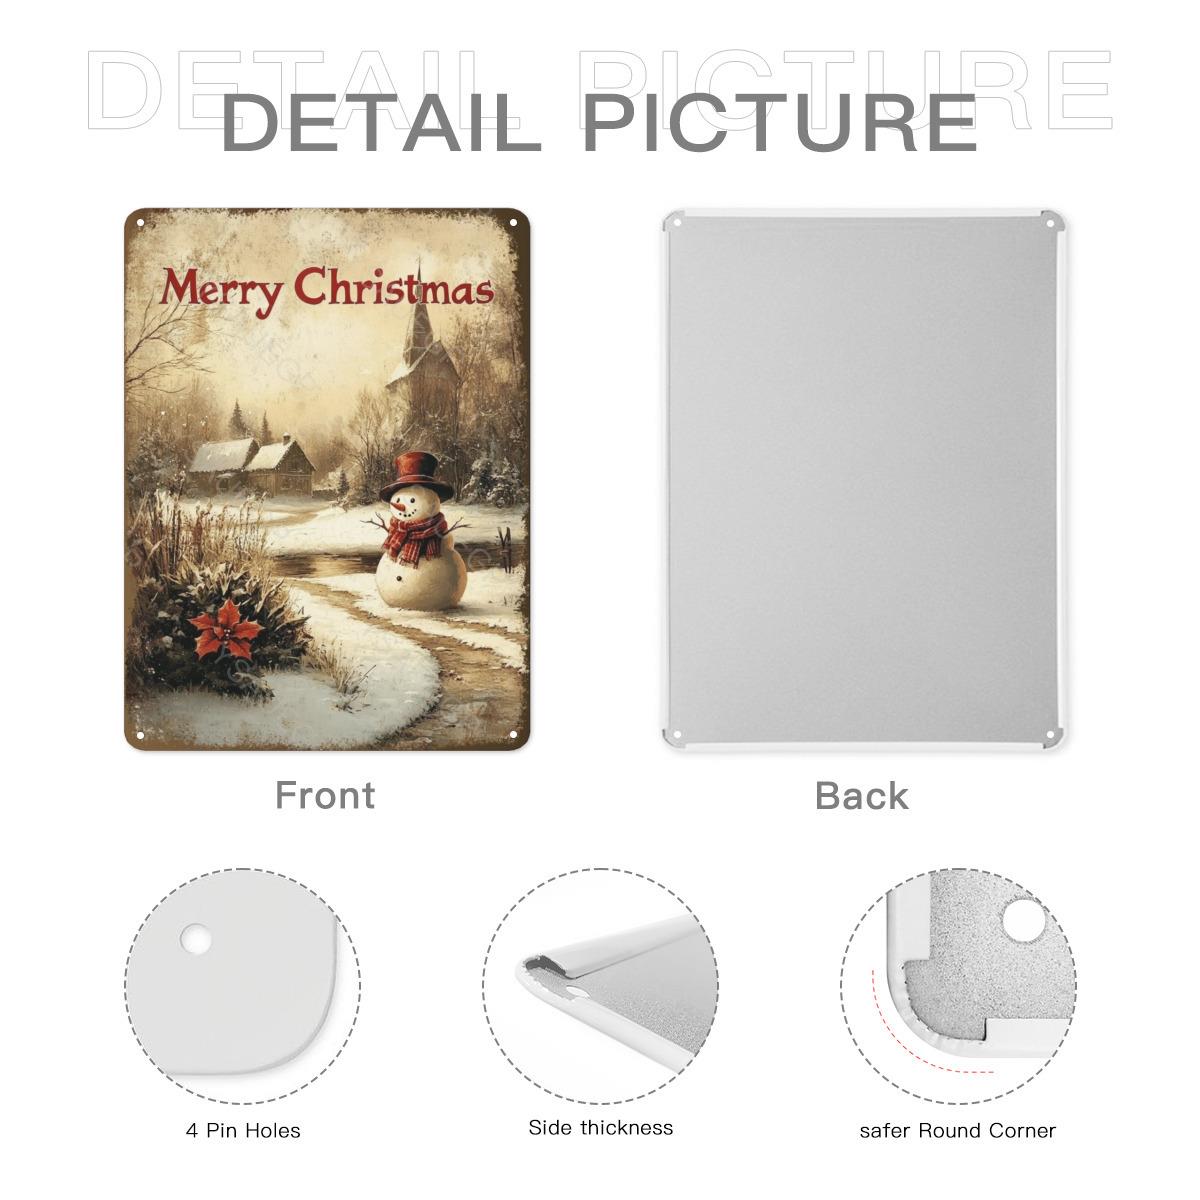 DETAIL PICTURE
DETAIL PICTURE
Merry Christmas
Front
Back
4 Pin Holes
Side thickness
safer Round Corner